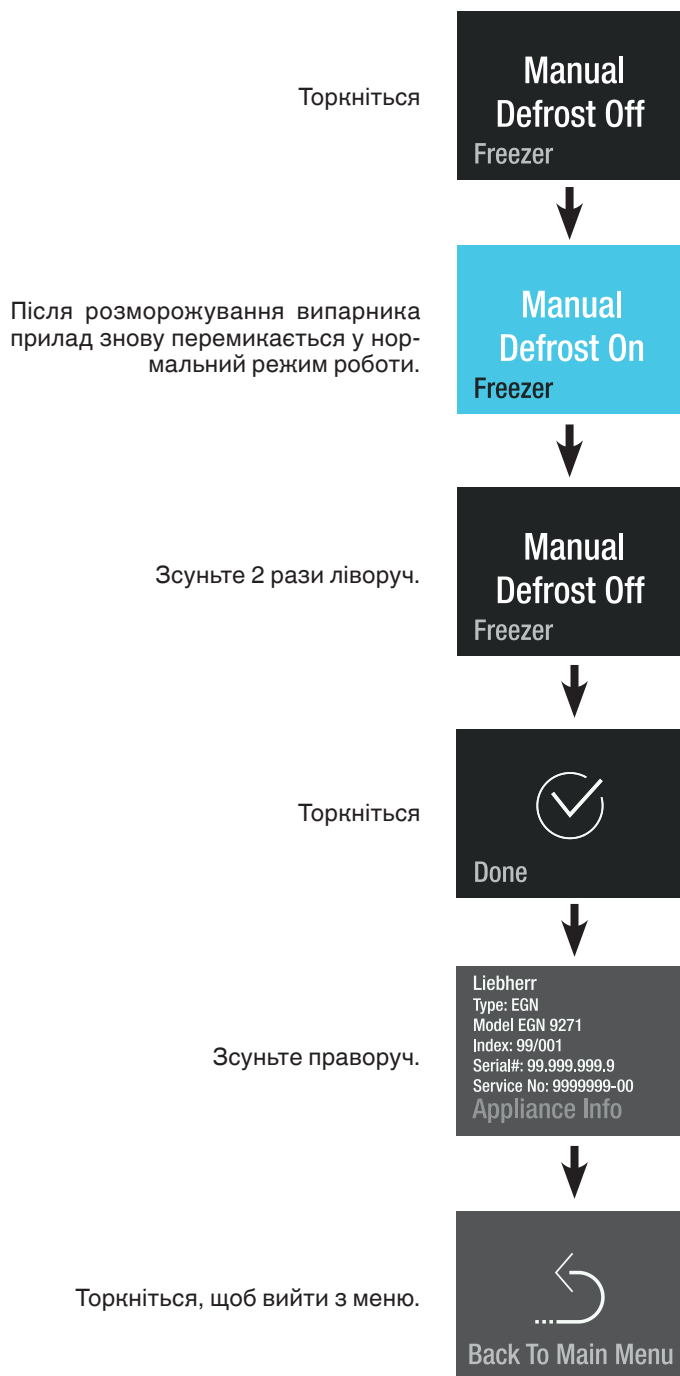 Торкніться
Manual
Defrost Off
Freezer
Після розморожування випарника
прилад знову перемикається у нор-
мальний режим роботи.
Manual
Defrost On
Freezer
Зсуньте 2 рази ліворуч.
Manual
Defrost Off
Freezer
Торкніться
Done
Зсуньте праворуч.
Liebherr
Type: EGN
Model EGN 9271
Index: 99/001
Serial#: 99.999.999.9
Service No: 9999999-00
Appliance Info
Торкніться, щоб вийти з меню.
Back To Main Menu